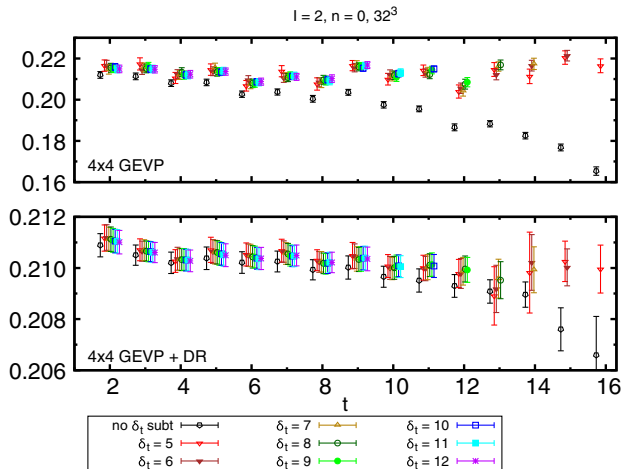 I = 2, n = 0, 32³
0.22
0.20
0.18
0.16
4x4 GEVP
0.212
0.210
0.208
0.206
4x4 GEVP + DR
2 4 6 8 10 12 14 16
t
no δt subt δt = 7 δt = 10
δt = 5 δt = 8 δt = 11
δt = 6 δt = 9 δt = 12